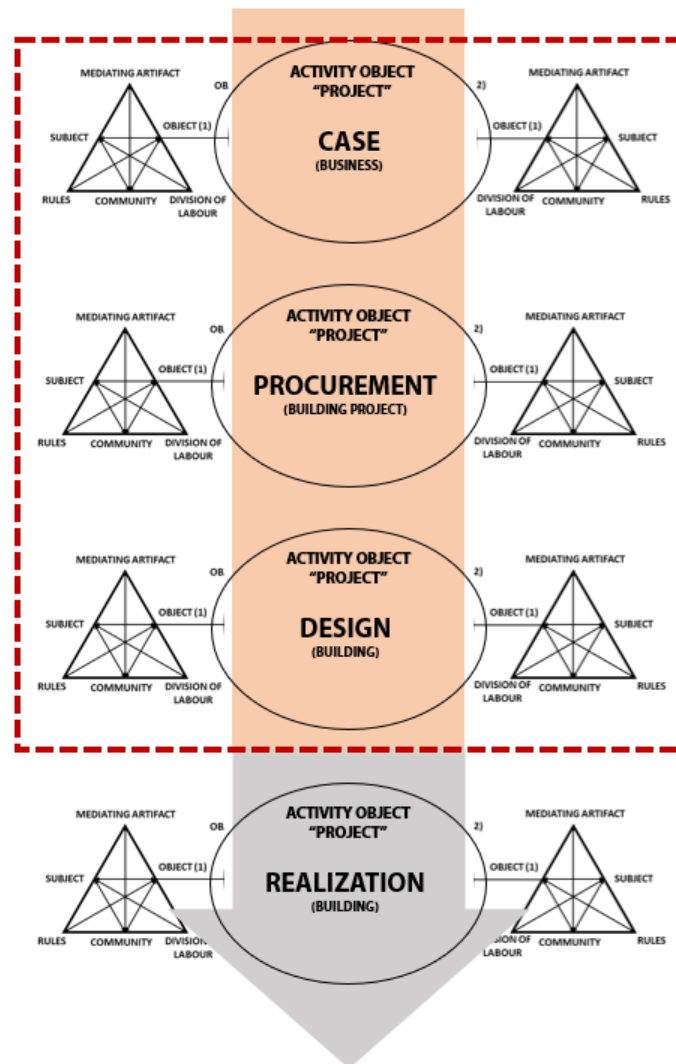 ACTIVITY OBJECT
"PROJECT"
MEDIATING ARTIFACT
OB
2)
MEDIATING ARTIFACT
SUBJECT
OBJECT (1)
CASE
(BUSINESS)
OBJECT (1)
SUBJECT
RULES
COMMUNITY
DIVISION OF
LABOUR
DIVISION OF
LABOUR
COMMUNITY
RULES
ACTIVITY OBJECT
"PROJECT"
MEDIATING ARTIFACT
OB
2)
MEDIATING ARTIFACT
SUBJECT
OBJECT (1)
PROCUREMENT
(BUILDING PROJECT)
OBJECT (1)
SUBJECT
RULES
COMMUNITY
DIVISION OF
LABOUR
DIVISION OF
LABOUR
COMMUNITY
RULES
ACTIVITY OBJECT
"PROJECT"
MEDIATING ARTIFACT
OB
2)
MEDIATING ARTIFACT
SUBJECT
OBJECT (1)
DESIGN
(BUILDING)
OBJECT (1)
SUBJECT
RULES
COMMUNITY
DIVISION OF
LABOUR
DIVISION OF
LABOUR
COMMUNITY
RULES
ACTIVITY OBJECT
"PROJECT"
MEDIATING ARTIFACT
OB
2)
MEDIATING ARTIFACT
SUBJECT
OBJECT (1)
REALIZATION
(BUILDING)
OBJECT (1)
SUBJECT
RULES
COMMUNITY
DIVISION OF
LABOUR
DIVISION OF
LABOUR
COMMUNITY
RULES